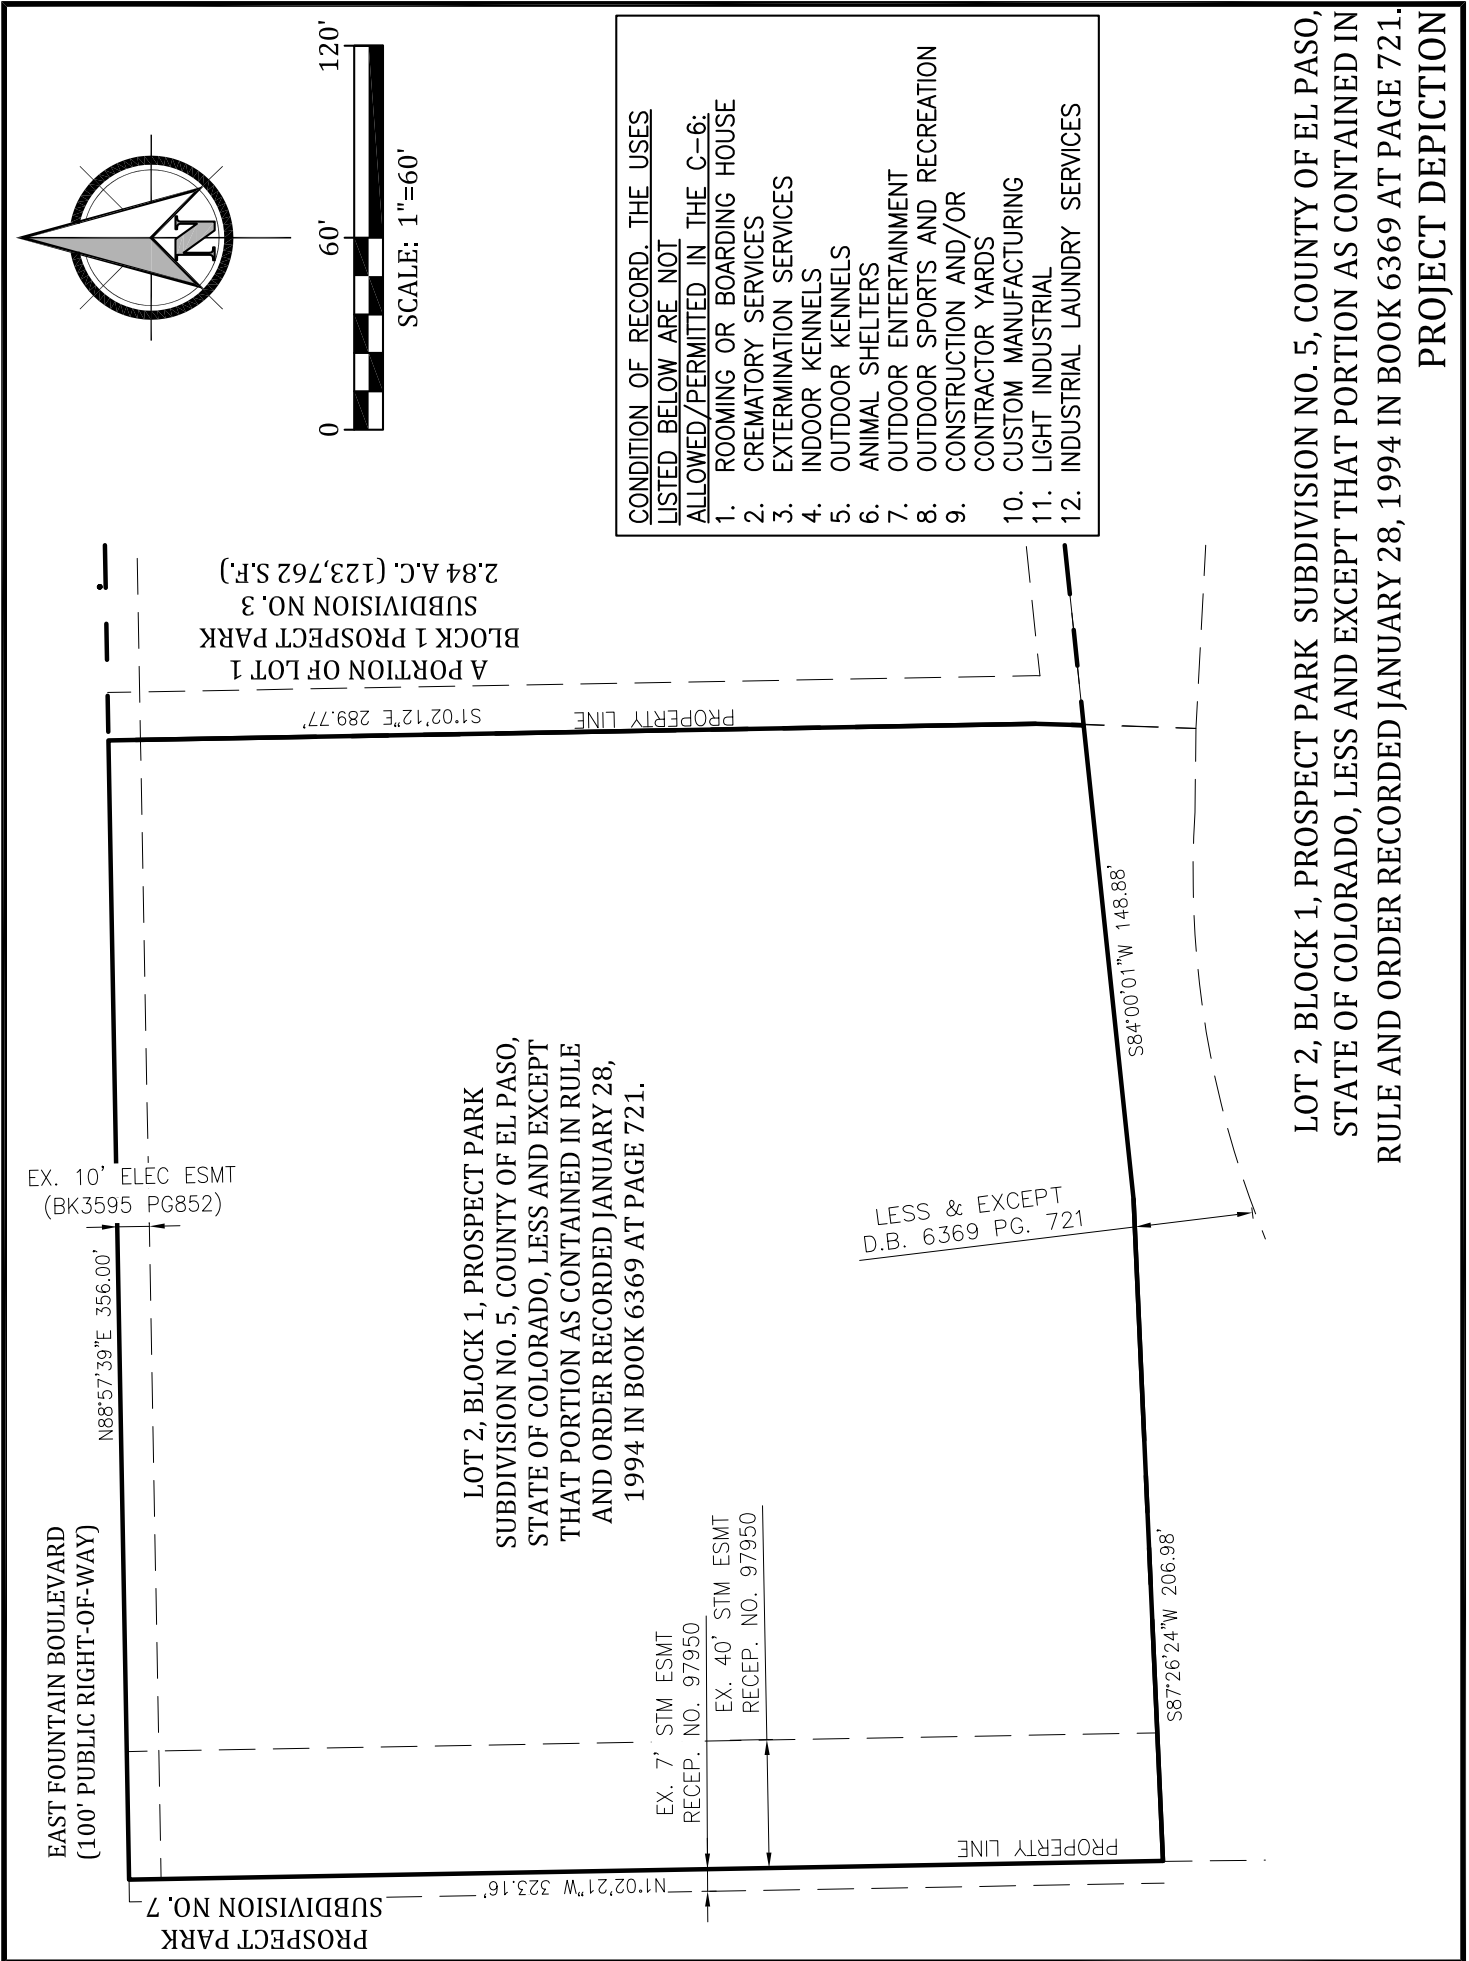 EAST FOUNTAIN BOULEVARD
(100' PUBLIC RIGHT-OF-WAY)
N88°57'39"E 356.00'
EX. 10' ELEC ESMT
(BK3595 PG852)
N
0
60'
120'
SCALE: 1"=60'
PROSPECT PARK
SUBDIVISION NO. 7
N1°02'21"W 323.16'
PROPERTY LINE
EX. 7' STM ESMT
RECEP. NO. 97950
EX. 40' STM ESMT
RECEP. NO. 97950
LOT 2, BLOCK 1, PROSPECT PARK
SUBDIVISION NO. 5, COUNTY OF EL PASO,
STATE OF COLORADO, LESS AND EXCEPT
THAT PORTION AS CONTAINED IN RULE
AND ORDER RECORDED JANUARY 28,
1994 IN BOOK 6369 AT PAGE 721.
S1°02'12"E 289.77'
PROPERTY LINE
A PORTION OF LOT 1
BLOCK 1 PROSPECT PARK
SUBDIVISION NO. 3
2.84 A.C. (123,762 S.F.)
LESS & EXCEPT
D.B. 6369 PG. 721
S84°00'01"W 148.88'
S87°26'24"W 206.98'
CONDITION OF RECORD. THE USES
LISTED BELOW ARE NOT
ALLOWED/PERMITTED IN THE C-6:
1. ROOMING OR BOARDING HOUSE
2. CREMATORY SERVICES
3. EXTERMINATION SERVICES
4. INDOOR KENNELS
5. OUTDOOR KENNELS
6. ANIMAL SHELTERS
7. OUTDOOR ENTERTAINMENT
8. OUTDOOR SPORTS AND RECREATION
9. CONSTRUCTION AND/OR
CONTRACTOR YARDS
10. CUSTOM MANUFACTURING
11. LIGHT INDUSTRIAL
12. INDUSTRIAL LAUNDRY SERVICES
LOT 2, BLOCK 1, PROSPECT PARK SUBDIVISION NO. 5, COUNTY OF EL PASO,
STATE OF COLORADO, LESS AND EXCEPT THAT PORTION AS CONTAINED IN
RULE AND ORDER RECORDED JANUARY 28, 1994 IN BOOK 6369 AT PAGE 721.
PROJECT DEPICTION